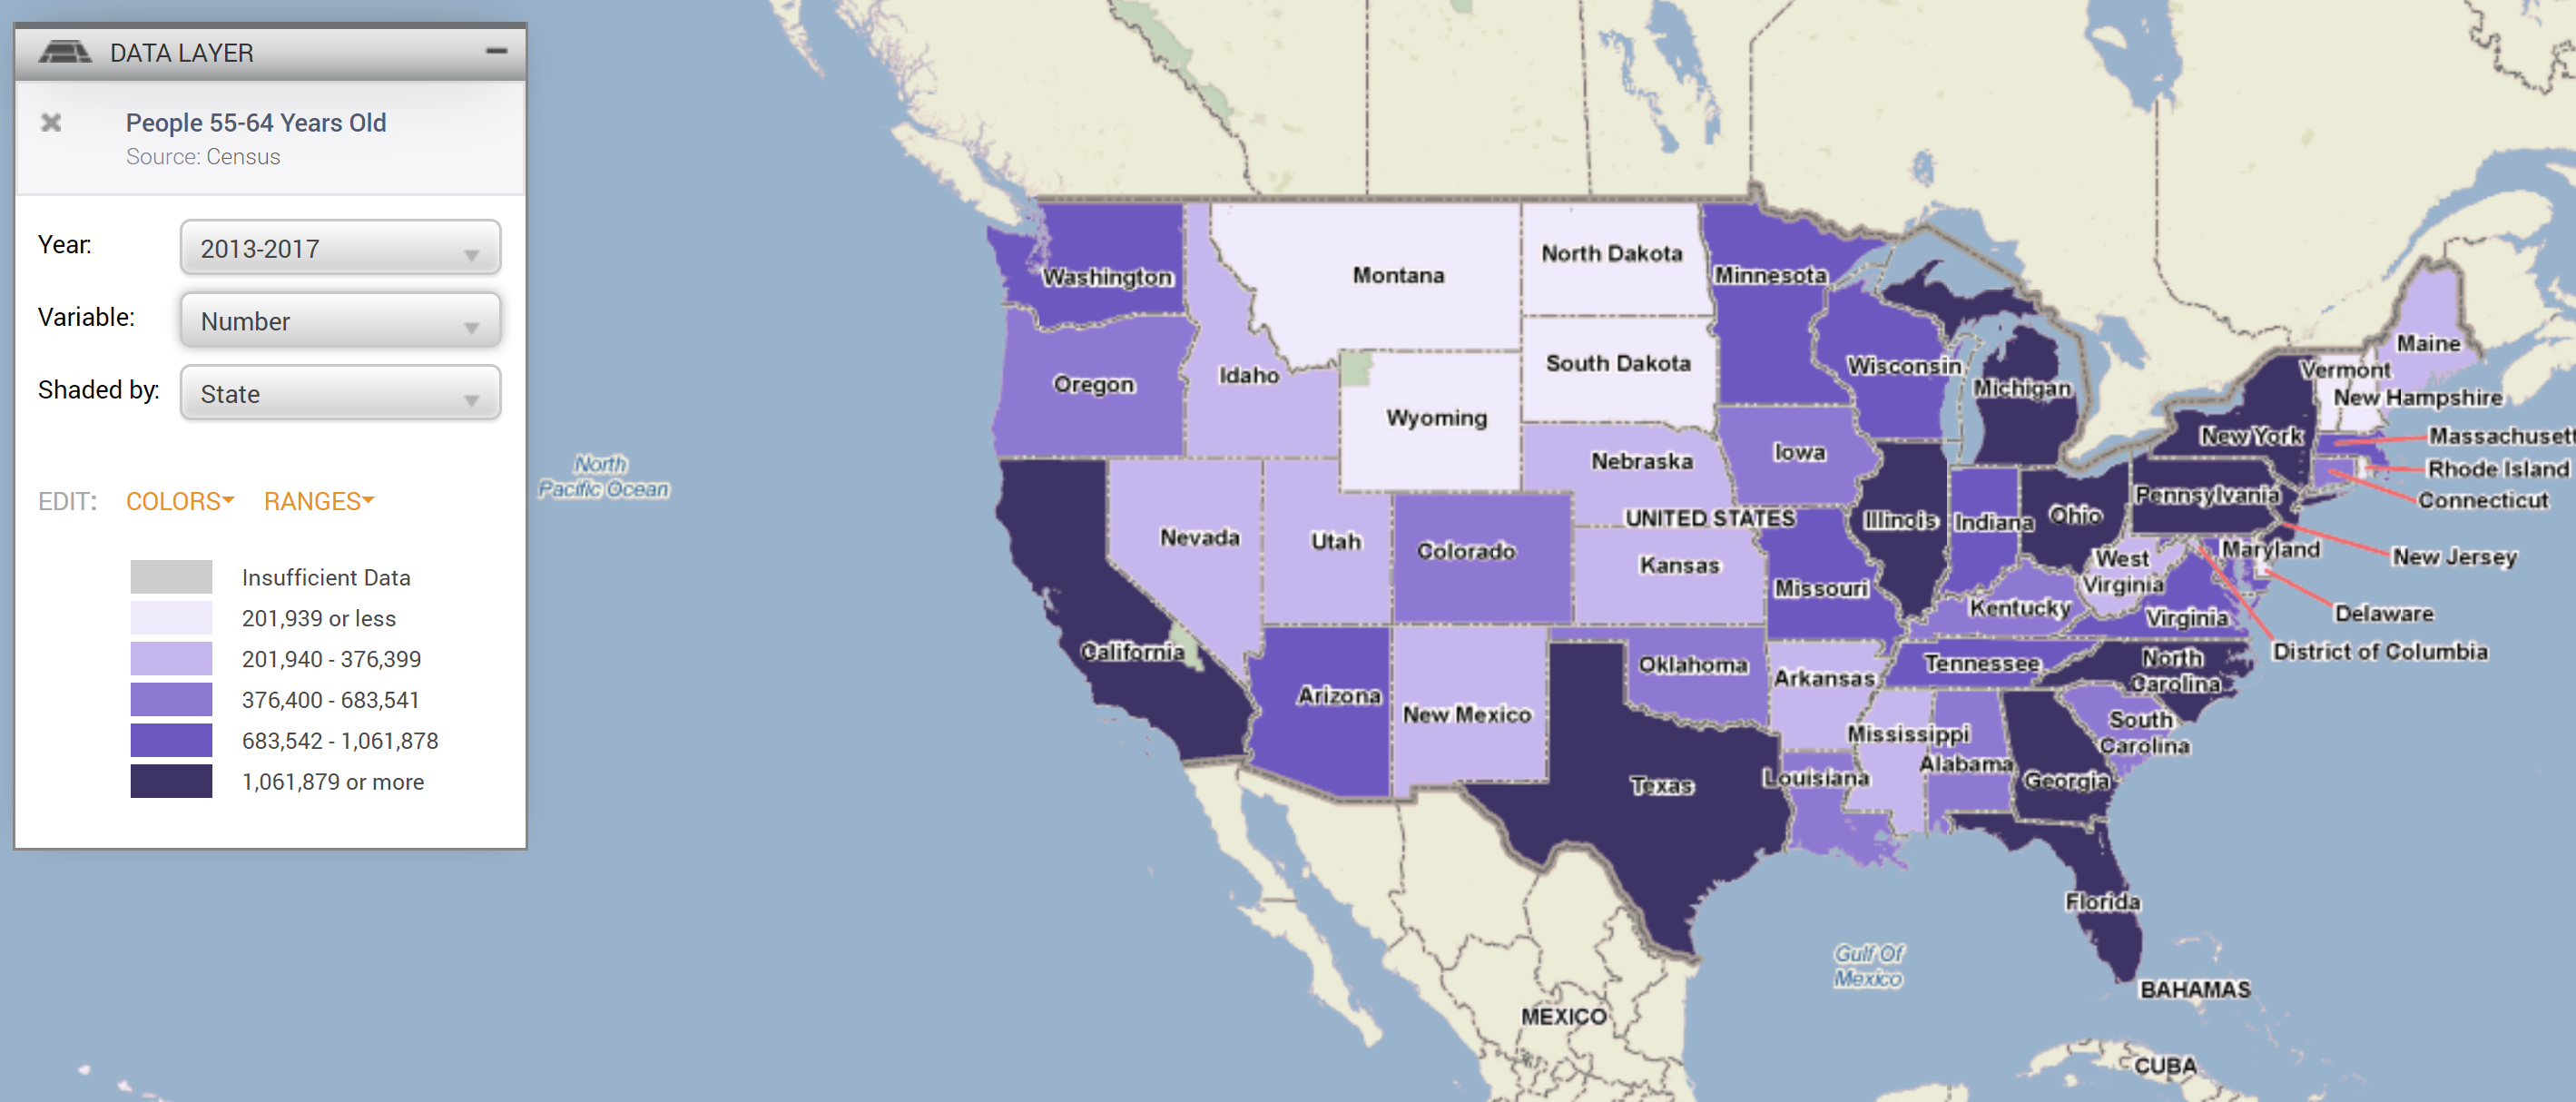 DATA LAYER
People 55-64 Years Old
Source: Census
Year:
2013-2017
Variable:
Number
Shaded by:
State
EDIT:
COLORS
RANGES
Insufficient Data
201,939 or less
201,940 - 376,399
376,400 - 683,541
683,542 - 1,061,878
1,061,879 or more
North
Pacific Ocean
Washington
Montana
North Dakota
Minnesota
Oregon
Idaho
Wyoming
South Dakota
Wisconsin
Michigan
Maine
Vermont
New Hampshire
New York
Massachuset
Rhode Island
Connecticut
Nebraska
Iowa
Pennsylvania
UNITED STATES
Illinois
Indiana
Ohio
Nevada
Utah
Colorado
Kansas
Missouri
West
Virginia
Maryland
New Jersey
Kentucky
Virginia
Delaware
District of Columbia
California
Arizona
New Mexico
Oklahoma
Arkansas
Tennessee
North
Carolina
South
Carolina
Mississippi
Alabama
Georgia
Louisiana
Texas
Florida
Gulf Of
Mexico
BAHAMAS
MEXICO
CUBA